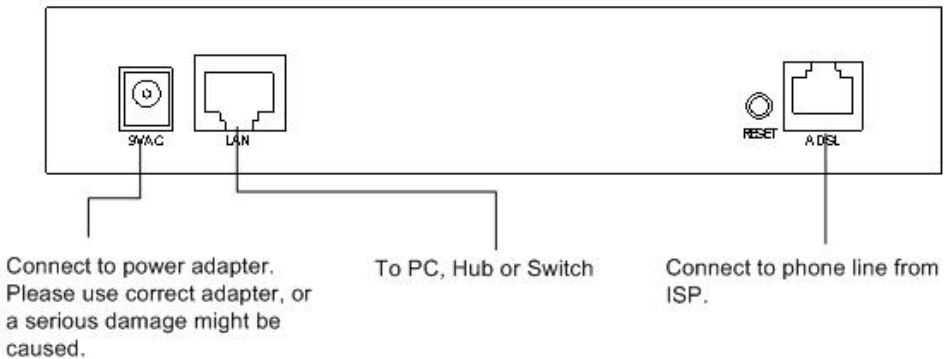 9VAC
LAN
RESET
ADSL
Connect to power adapter.
Please use correct adapter, or
a serious damage might be
caused.
To PC, Hub or Switch
Connect to phone line from
ISP.